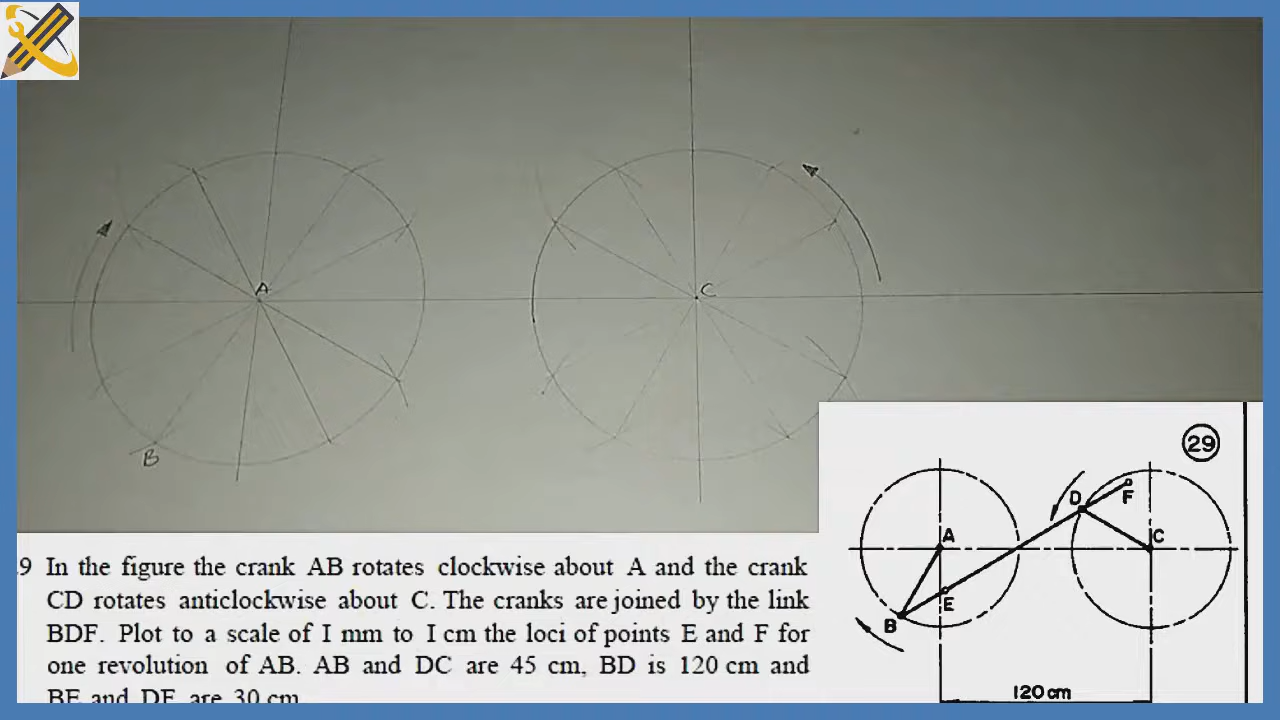 A
C
B
29
D
F
A
C
E
B
120 cm
.9 In the figure the crank AB rotates clockwise about A and the crank
CD rotates anticlockwise about C. The cranks are joined by the link
BDF. Plot to a scale of I mm to I cm the loci of points E and F for
one revolution of AB. AB and DC are 45 cm, BD is 120 cm and
BE and DF are 30 cm